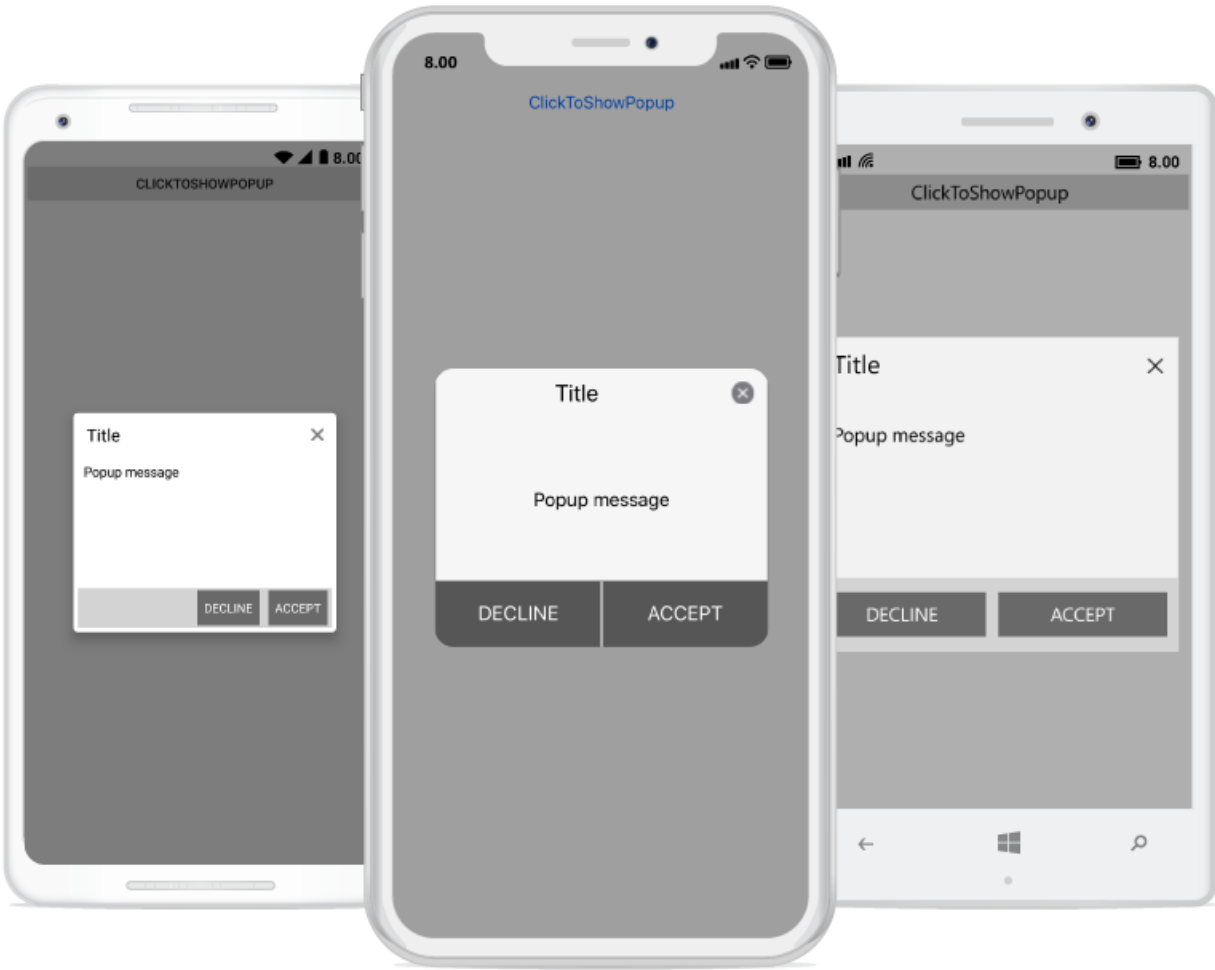 8.00
CLICKTOSHOWPOPUP
Title
Popup message
DECLINE ACCEPT
8.00
ClickToShowPopup
Title
Popup message
DECLINE ACCEPT
8.00
ClickToShowPopup
Title
Popup message
DECLINE ACCEPT